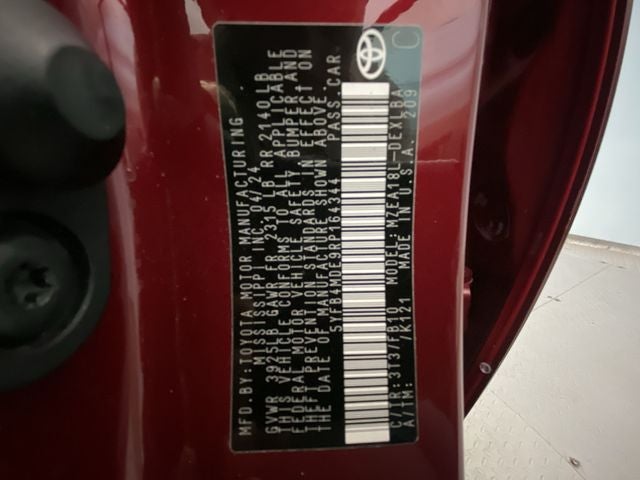 MFD.BY:TOYOTA MOTOR MANUFACTURING
MISSISSIPPI INC. 04/24
GVWR 3925LB GAWR FR 2315 LB RR 2140 LB
THIS VEHICLE CONFORMS TO ALL APPLICABLE
FEDERAL MOTOR VEHICLE SAFETY BUMPER AND
THEFT PREVENTION STANDARDS IN EFFECT ON
THE DATE OF MANUFACTURE SHOWN ABOVE.
5YFB4MDE9RP164344 PASS.CAR
C/TR:3T3/FB10 MODEL:MZEA18L-DEXLBA
A/TM: /K121 MADE IN U.S.A. 209
C